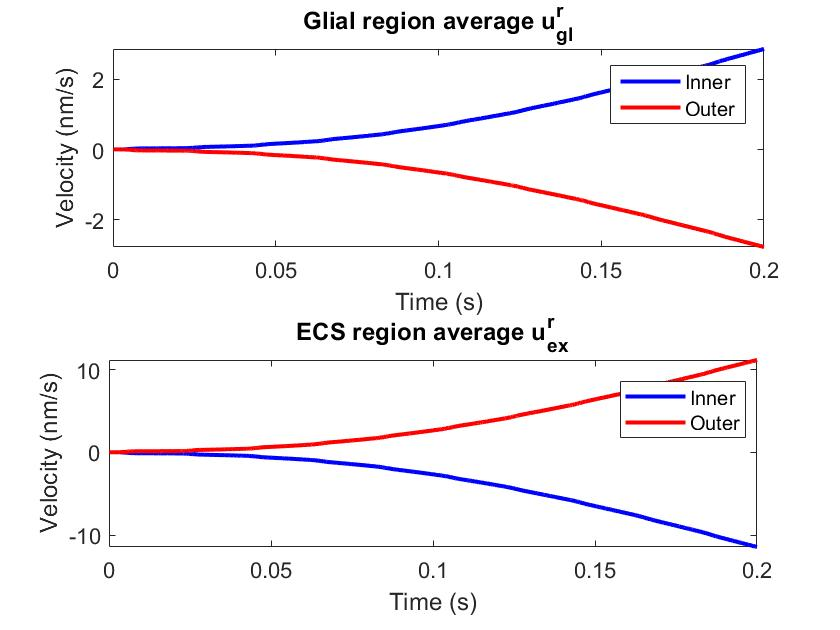 Glial region average u_gl^r
Velocity (nm/s)
2
0
-2
Inner
Outer
0 0.05 0.1 0.15 0.2
Time (s)
ECS region average u_ex^r
Velocity (nm/s)
10
0
-10
Inner
Outer
0 0.05 0.1 0.15 0.2
Time (s)